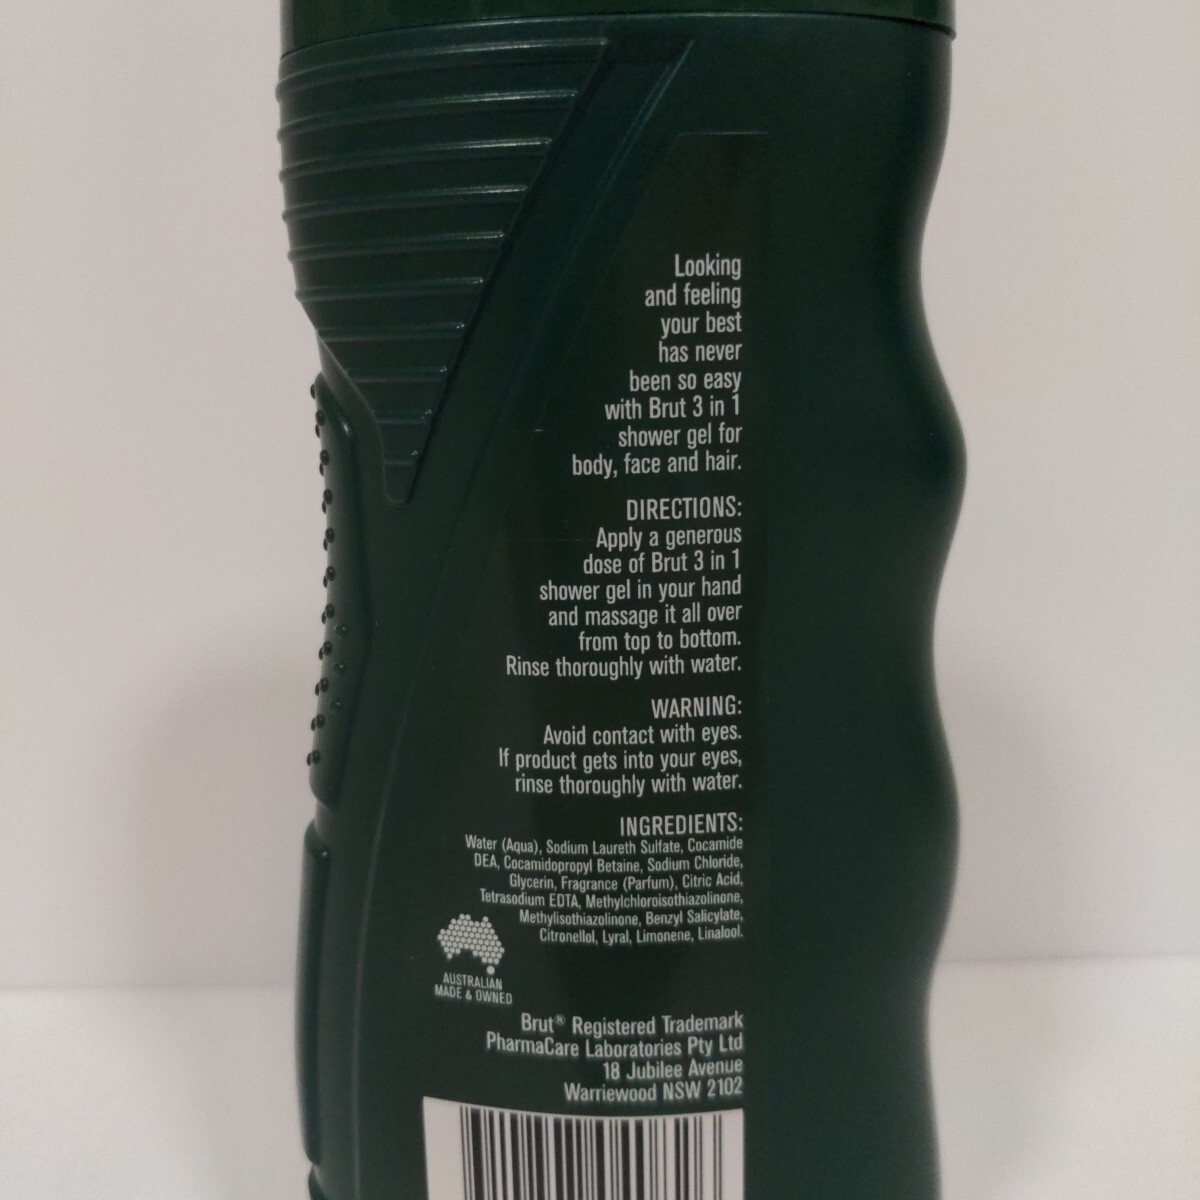 Looking
and feeling
your best
has never
been so easy
with Brut 3 in 1
shower gel for
body, face and hair.
DIRECTIONS:
Apply a generous
dose of Brut 3 in 1
shower gel in your hand
and massage it all over
from top to bottom.
Rinse thoroughly with water.
WARNING:
Avoid contact with eyes.
If product gets into your eyes,
rinse thoroughly with water.
INGREDIENTS:
Water (Aqua), Sodium Laureth Sulfate, Cocamide
DEA, Cocamidopropyl Betaine, Sodium Chloride,
Glycerin, Fragrance (Parfum), Citric Acid,
Tetrasodium EDTA, Methylchloroisothiazolinone,
Methylisothiazolinone, Benzyl Salicylate,
Citronellol, Lyral, Limonene, Linalool.
AUSTRALIAN
MADE & OWNED
Brut® Registered Trademark
PharmaCare Laboratories Pty Ltd
18 Jubilee Avenue
Warriewood NSW 2102